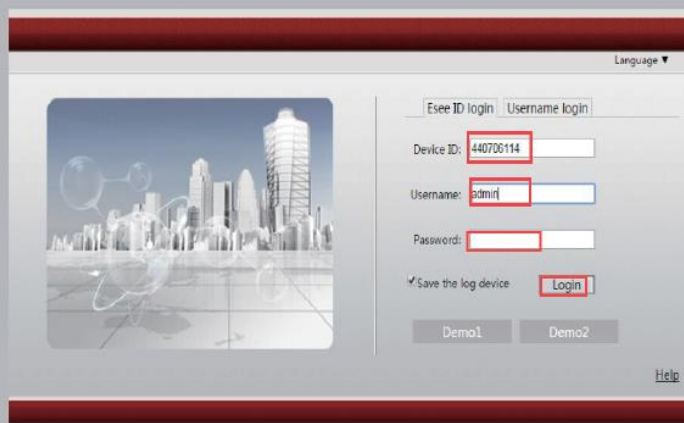 Language ▼
Esee ID login Username login
Device ID: 440706114
Username: admin
Password:
Save the log device Login
Demo1 Demo2
Help